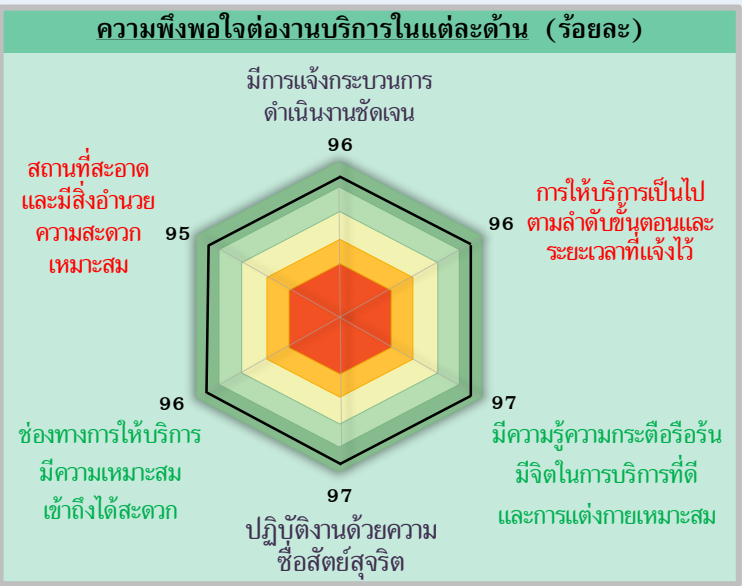 ความพึงพอใจต่องานบริการในแต่ละด้าน (ร้อยละ)
มีการแจ้งกระบวนการ
ดำเนินงานชัดเจน
96
การให้บริการเป็นไป
ตามลำดับขั้นตอนและ
ระยะเวลาที่แจ้งไว้
96
97
มีความรู้ความกระตือรือร้น
มีจิตในการบริการที่ดี
และการแต่งกายเหมาะสม
97
ปฏิบัติงานด้วยความ
ซื่อสัตย์สุจริต
96
ช่องทางการให้บริการ
มีความเหมาะสม
เข้าถึงได้สะดวก
สถานที่สะอาด
และมีสิ่งอำนวย
ความสะดวก
เหมาะสม
95